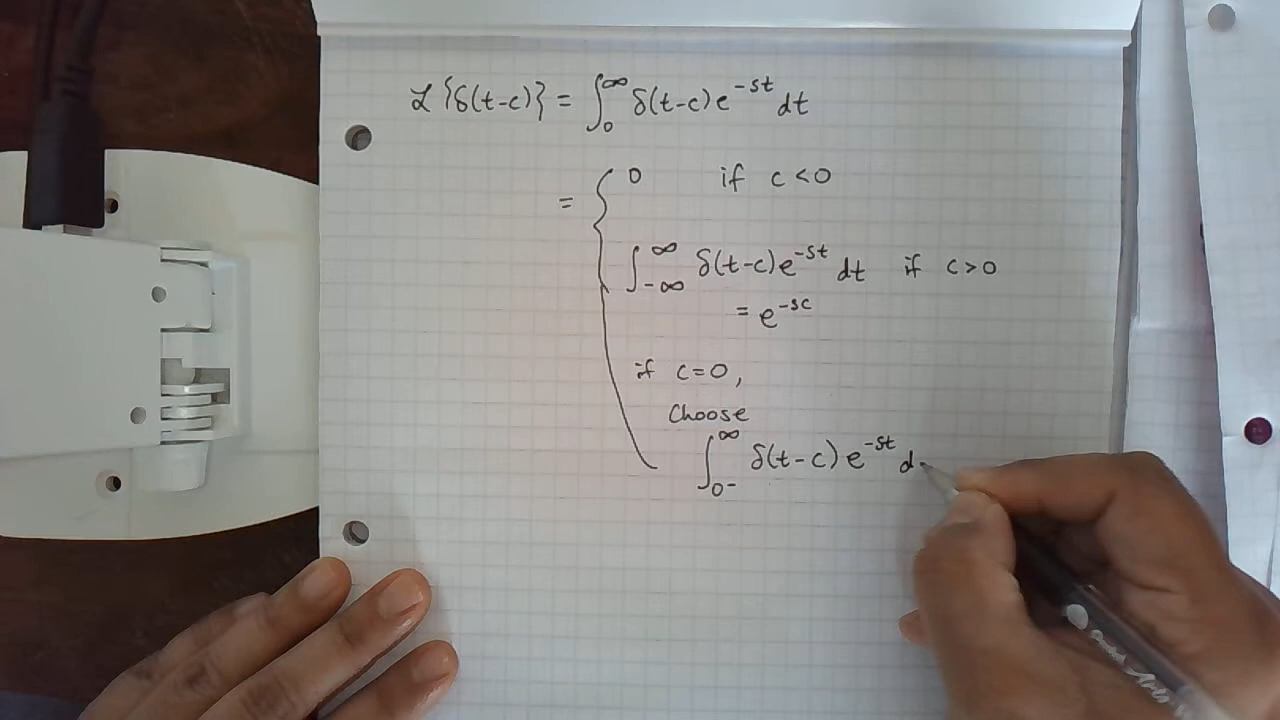 ℒ{δ(t-c)} = ∫₀^∞ δ(t-c) e^{-st} dt
= { 0 if c < 0
∫_{-∞}^{∞} δ(t-c) e^{-st} dt if c > 0
= e^{-sc}
if c = 0,
Choose
∫_{0-}^{∞} δ(t-c) e^{-st} d